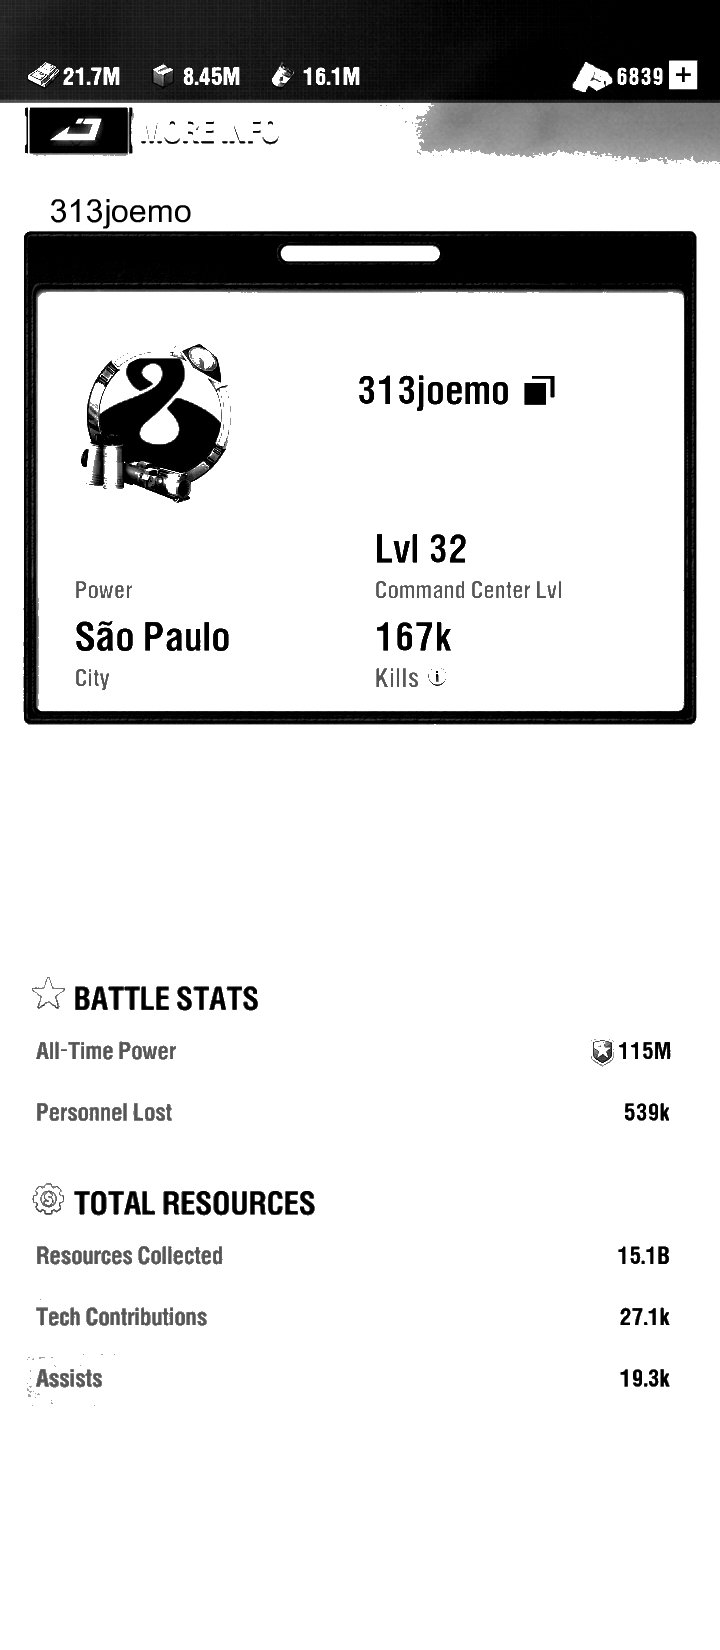 21.7M 8.45M 16.1M 6839 +
MORE INFO
313joemo
313joemo
Lvl 32
Power Command Center Lvl
São Paulo 167k
City Kills
BATTLE STATS
All-Time Power 115M
Personnel Lost 539k
TOTAL RESOURCES
Resources Collected 15.1B
Tech Contributions 27.1k
Assists 19.3k